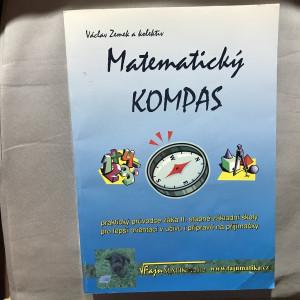 Václav Zemek a kolektiv
Matematický
KOMPAS
praktický průvodce žáka II. stupně základní školy
pro lepší orientaci v učivu i přípravě na přijímačky
www.fajnmatika.cz